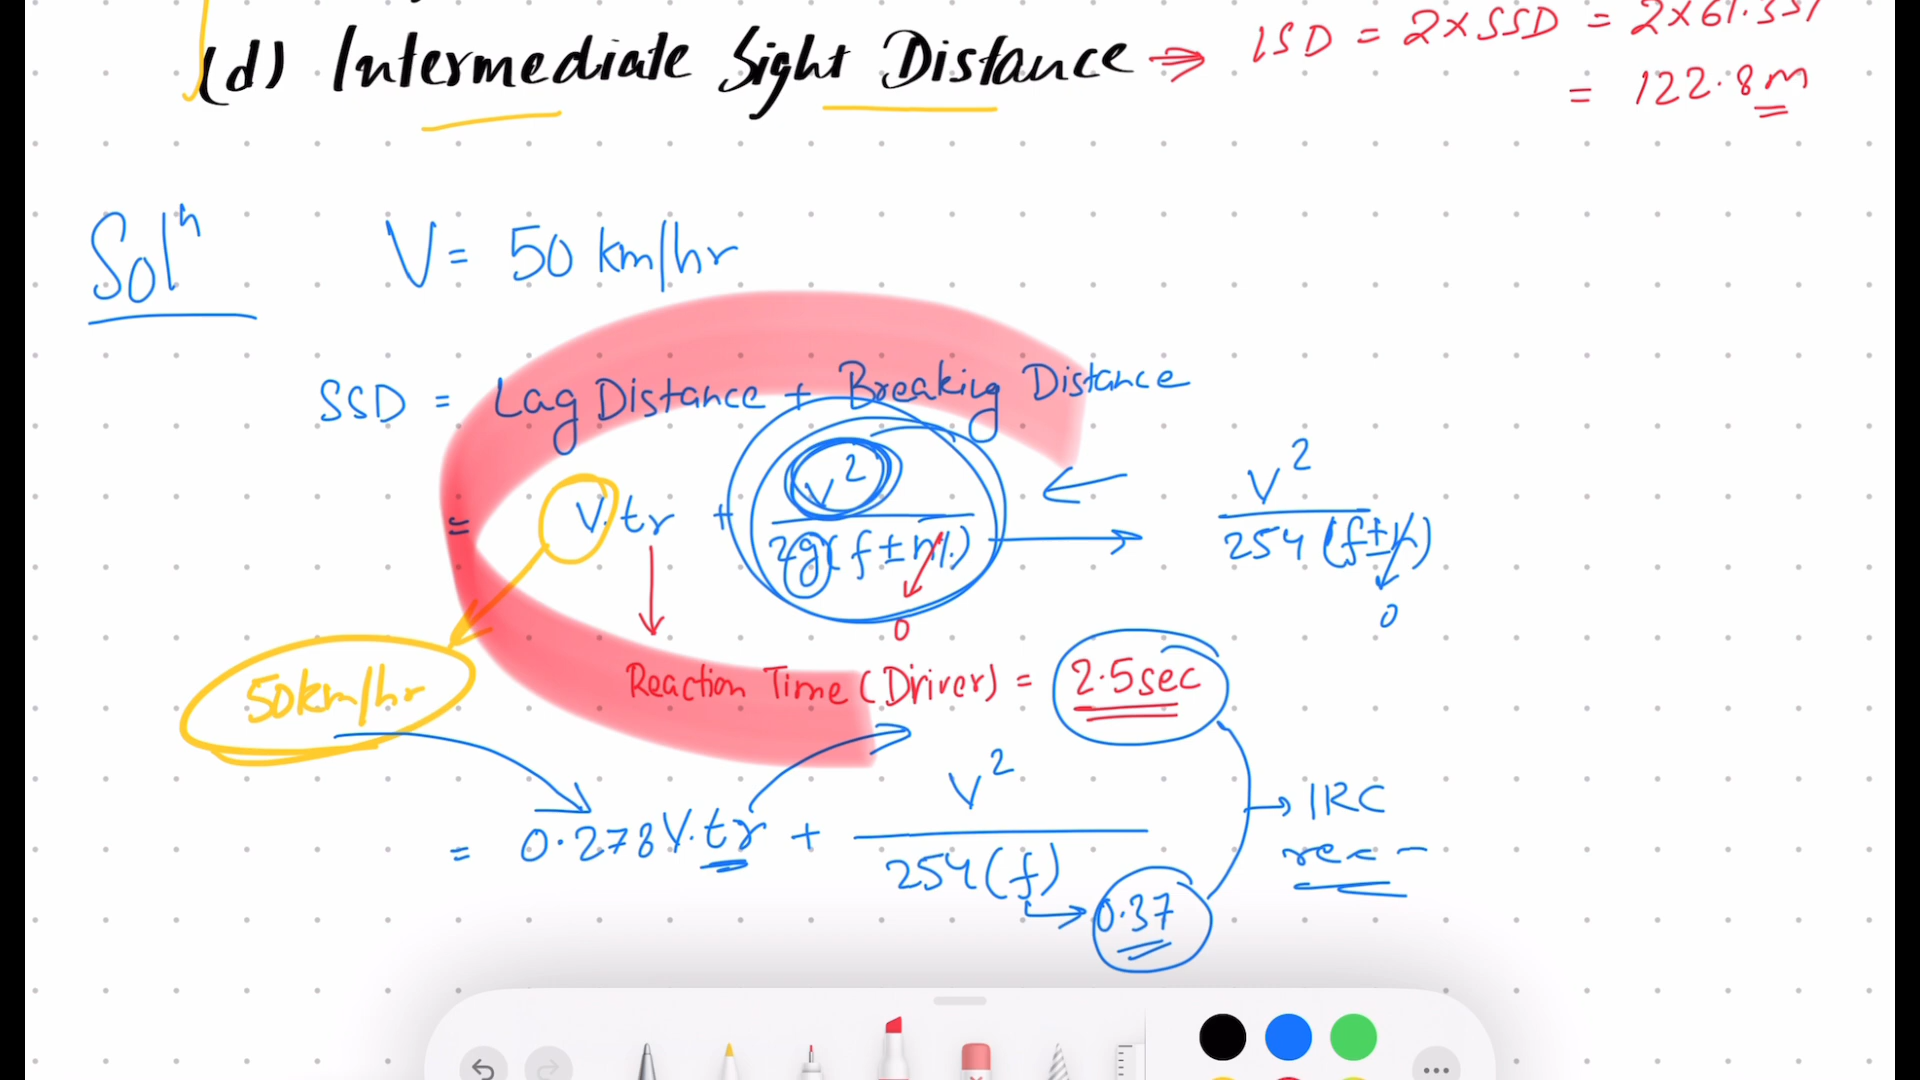 (d) Intermediate Sight Distance → ISD = 2×SSD = 2×61.
= 122.8m
Solⁿ V = 50 km/hr
SSD = Lag Distance + Breaking Distance
= V.tr + v² / 2g(f ± n%) → v² / 254 (f±n)
0 0
50km/hr Reaction Time (Driver) = 2.5sec
= 0.278V.tr + v² / 254(f) → IRC
0.37